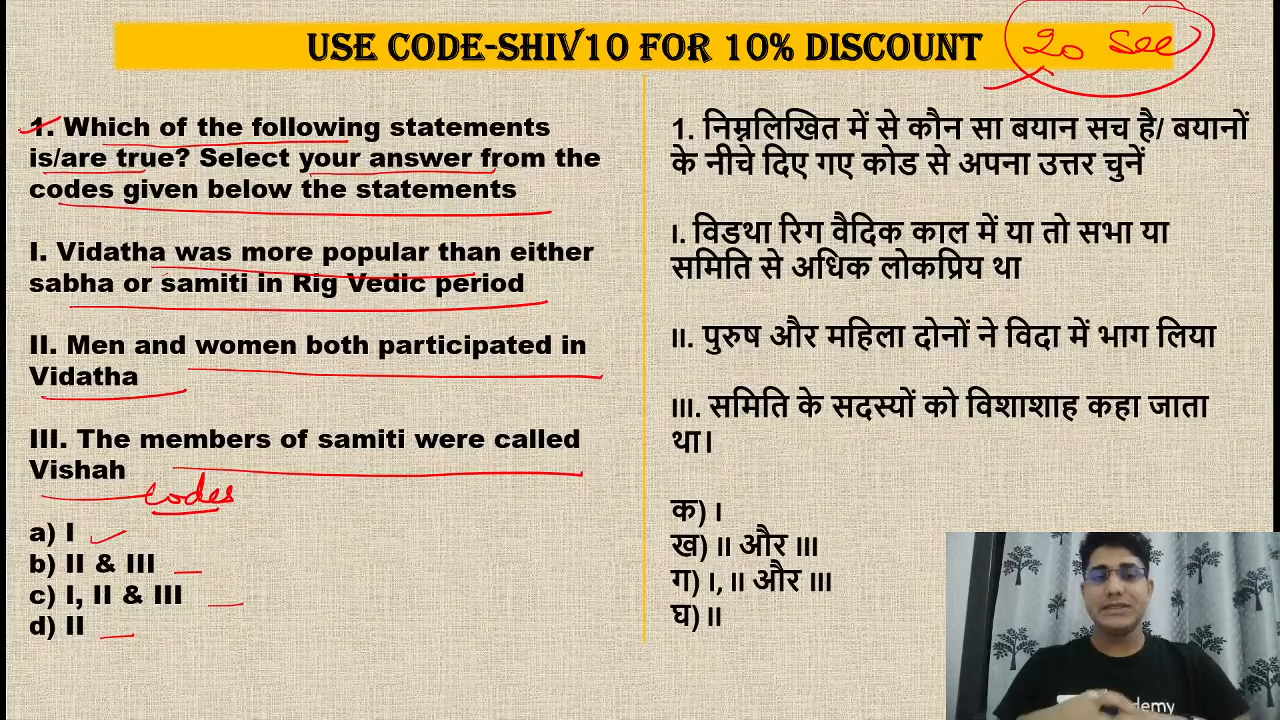 USE CODE-SHIV10 FOR 10% DISCOUNT
20 See
1. Which of the following statements
is/are true? Select your answer from the
codes given below the statements
I. Vidatha was more popular than either
sabha or samiti in Rig Vedic period
II. Men and women both participated in
Vidatha
III. The members of samiti were called
Vishah
codes
a) I
b) II & III
c) I, II & III
d) II
1. निम्नलिखित में से कौन सा बयान सच है/ बयानों
के नीचे दिए गए कोड से अपना उत्तर चुनें
I. विडथा रिग वैदिक काल में या तो सभा या
समिति से अधिक लोकप्रिय था
II. पुरुष और महिला दोनों ने विदा में भाग लिया
III. समिति के सदस्यों को विशाशाह कहा जाता
था।
क) I
ख) II और III
ग) I, II और III
घ) II
demy